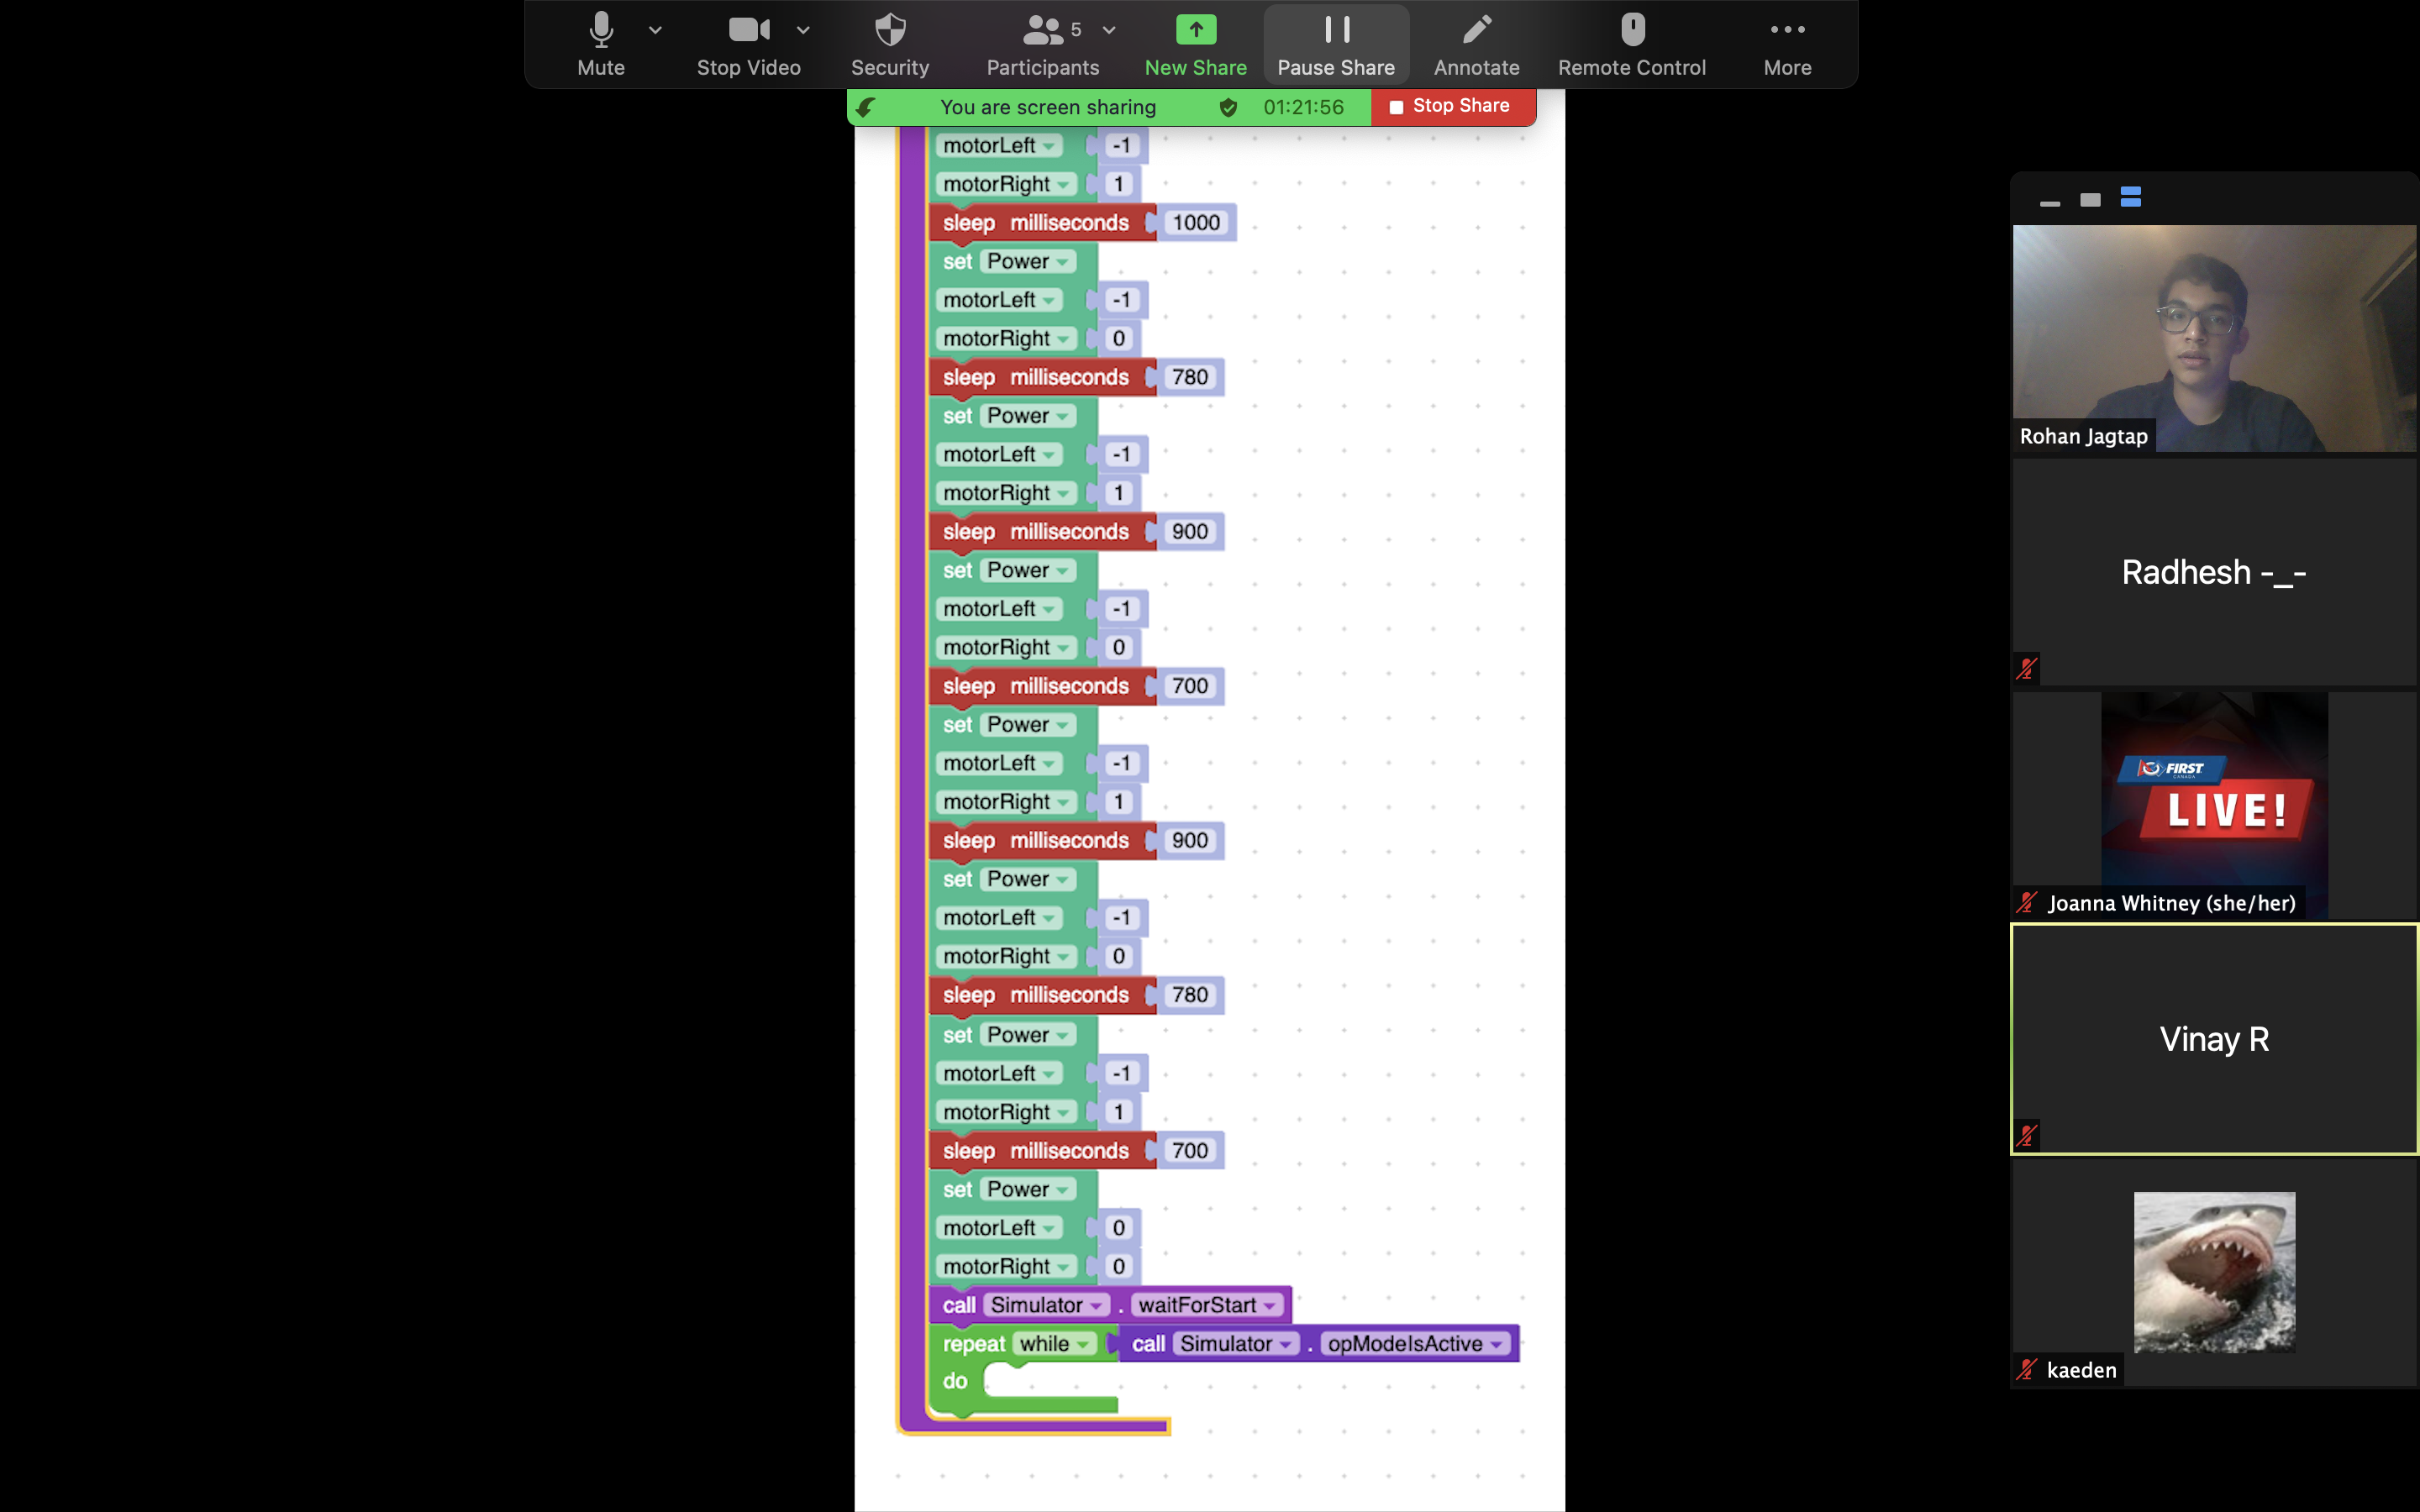 Mute
Stop Video
Security
Participants 5
New Share
Pause Share
Annotate
Remote Control
More
You are screen sharing 01:21:56 Stop Share
motorLeft -1
motorRight 1
sleep milliseconds 1000
set Power
motorLeft -1
motorRight 0
sleep milliseconds 780
set Power
motorLeft -1
motorRight 1
sleep milliseconds 900
set Power
motorLeft -1
motorRight 0
sleep milliseconds 700
set Power
motorLeft -1
motorRight 1
sleep milliseconds 900
set Power
motorLeft -1
motorRight 0
sleep milliseconds 780
set Power
motorLeft -1
motorRight 1
sleep milliseconds 700
set Power
motorLeft 0
motorRight 0
call Simulator . waitForStart
repeat while call Simulator . opModeIsActive
do
Rohan Jagtap
Radhesh -_-
FIRST
CANADA
LIVE!
Joanna Whitney (she/her)
Vinay R
kaeden